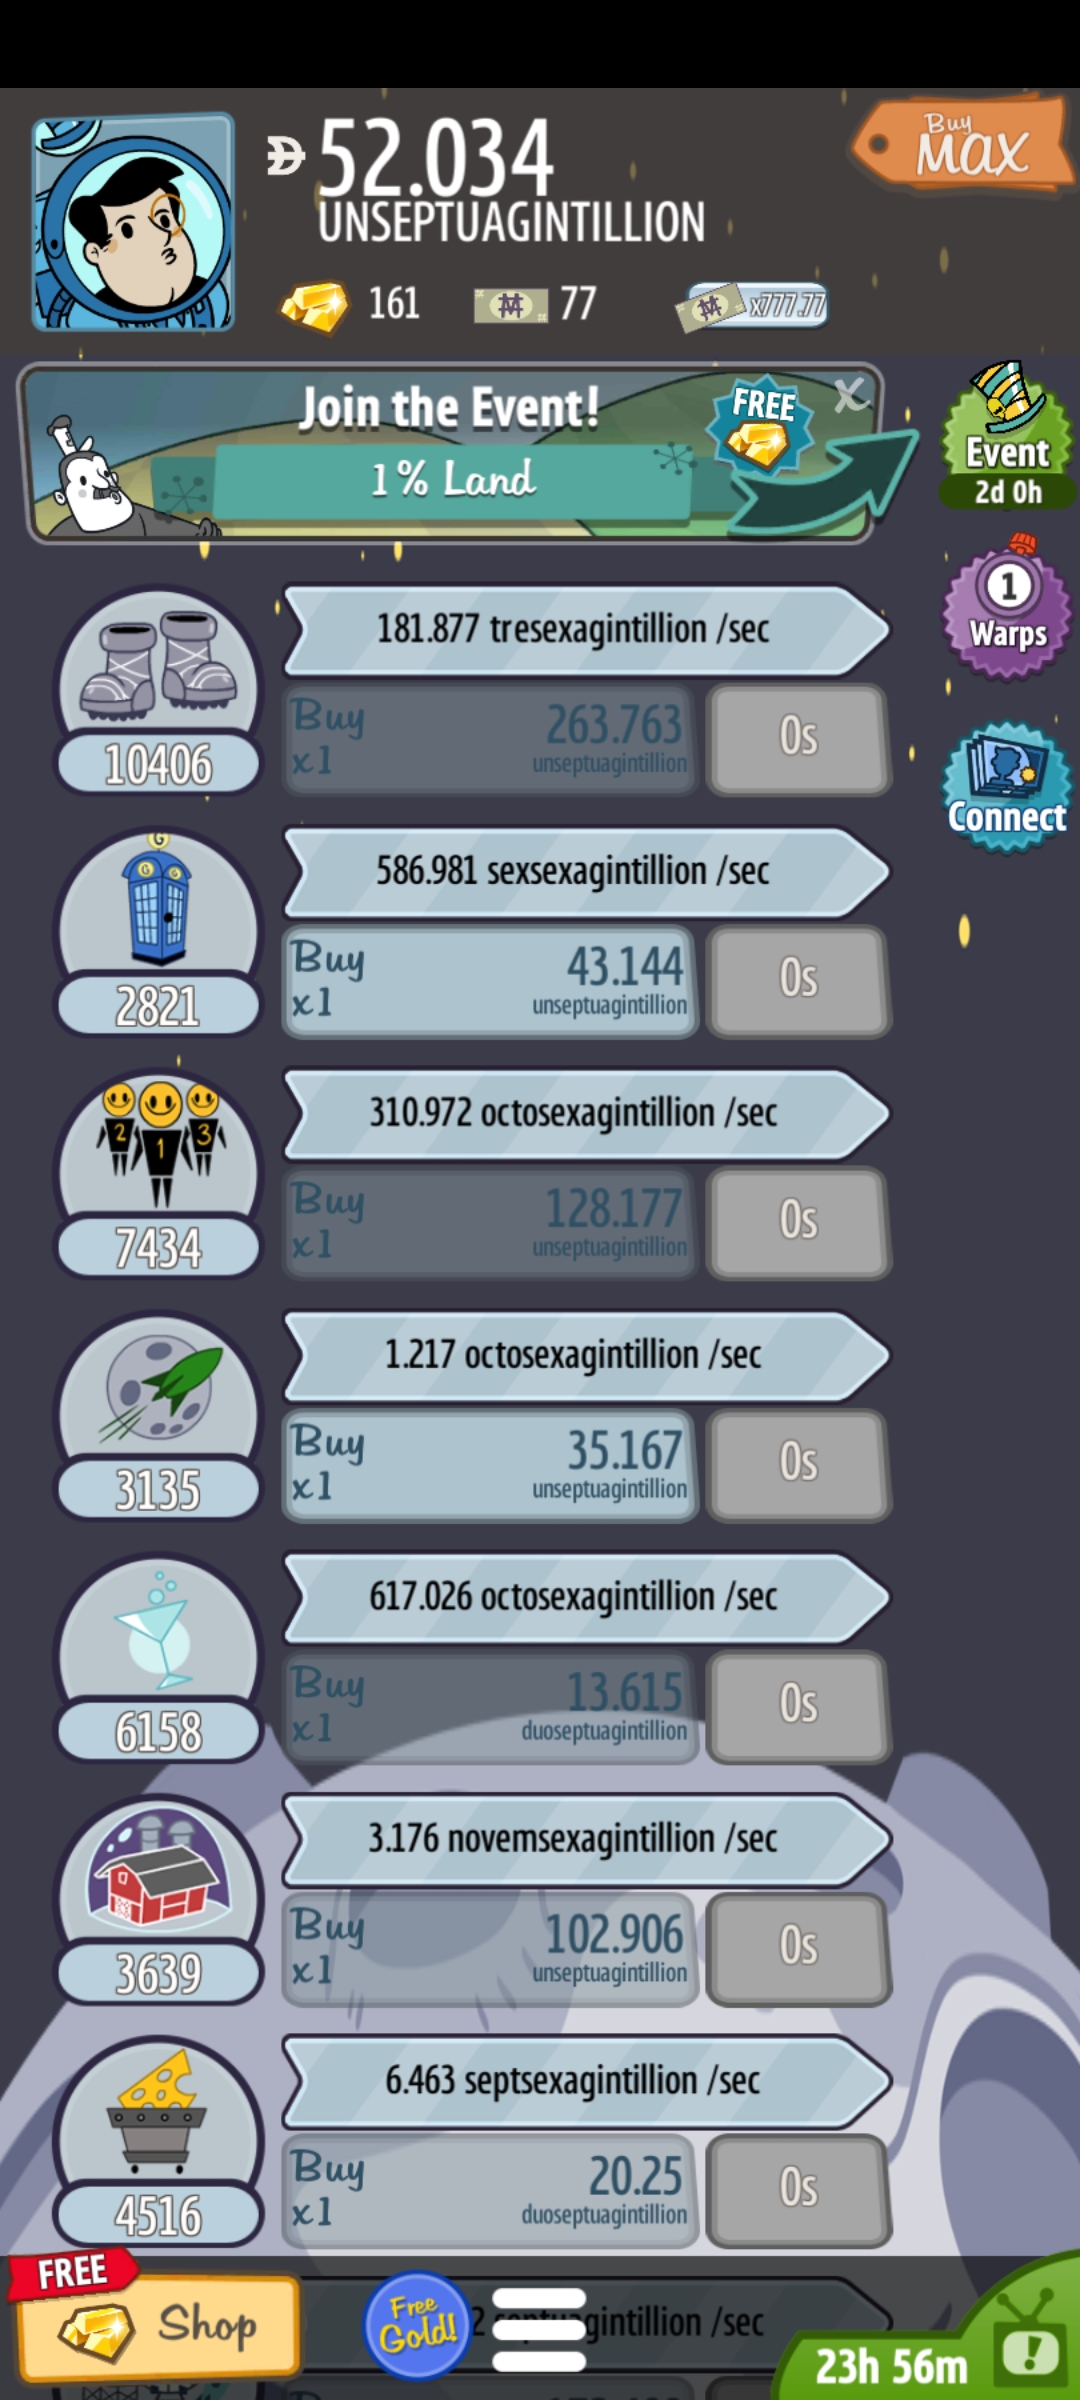 Buy
Max
52.034
UNSEPTUAGINTILLION
161
77
x777.77
Join the Event!
FREE
1% Land
Event
2d 0h
1
Warps
Connect
181.877 tresexagintillion /sec
10406
Buy
x1
263.763
unseptuagintillion
0s
G
G G
586.981 sexsexagintillion /sec
2821
Buy
x1
43.144
unseptuagintillion
0s
2 1 3
310.972 octosexagintillion /sec
7434
Buy
x1
128.177
unseptuagintillion
0s
1.217 octosexagintillion /sec
3135
Buy
x1
35.167
unseptuagintillion
0s
617.026 octosexagintillion /sec
6158
Buy
x1
13.615
duoseptuagintillion
0s
3.176 novemsexagintillion /sec
3639
Buy
x1
102.906
unseptuagintillion
0s
6.463 septsexagintillion /sec
4516
Buy
x1
20.25
duoseptuagintillion
0s
FREE
Shop
Free
Gold!
/sec
23h 56m